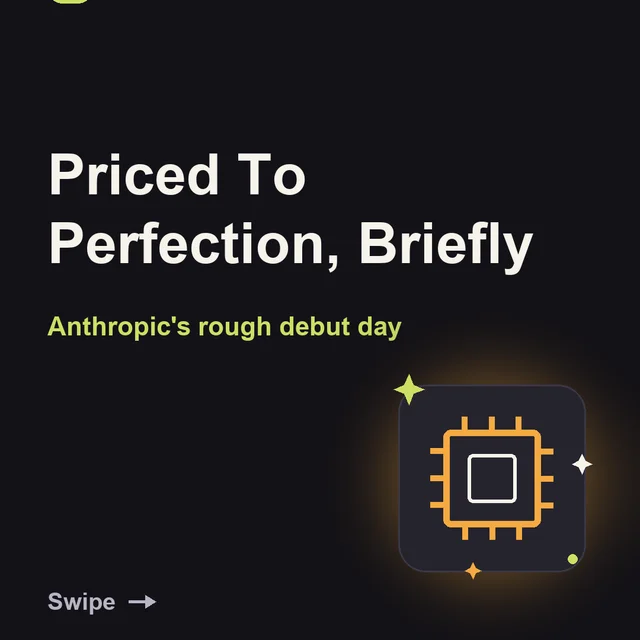 Priced To
Perfection, Briefly
Anthropic's rough debut day
Swipe →